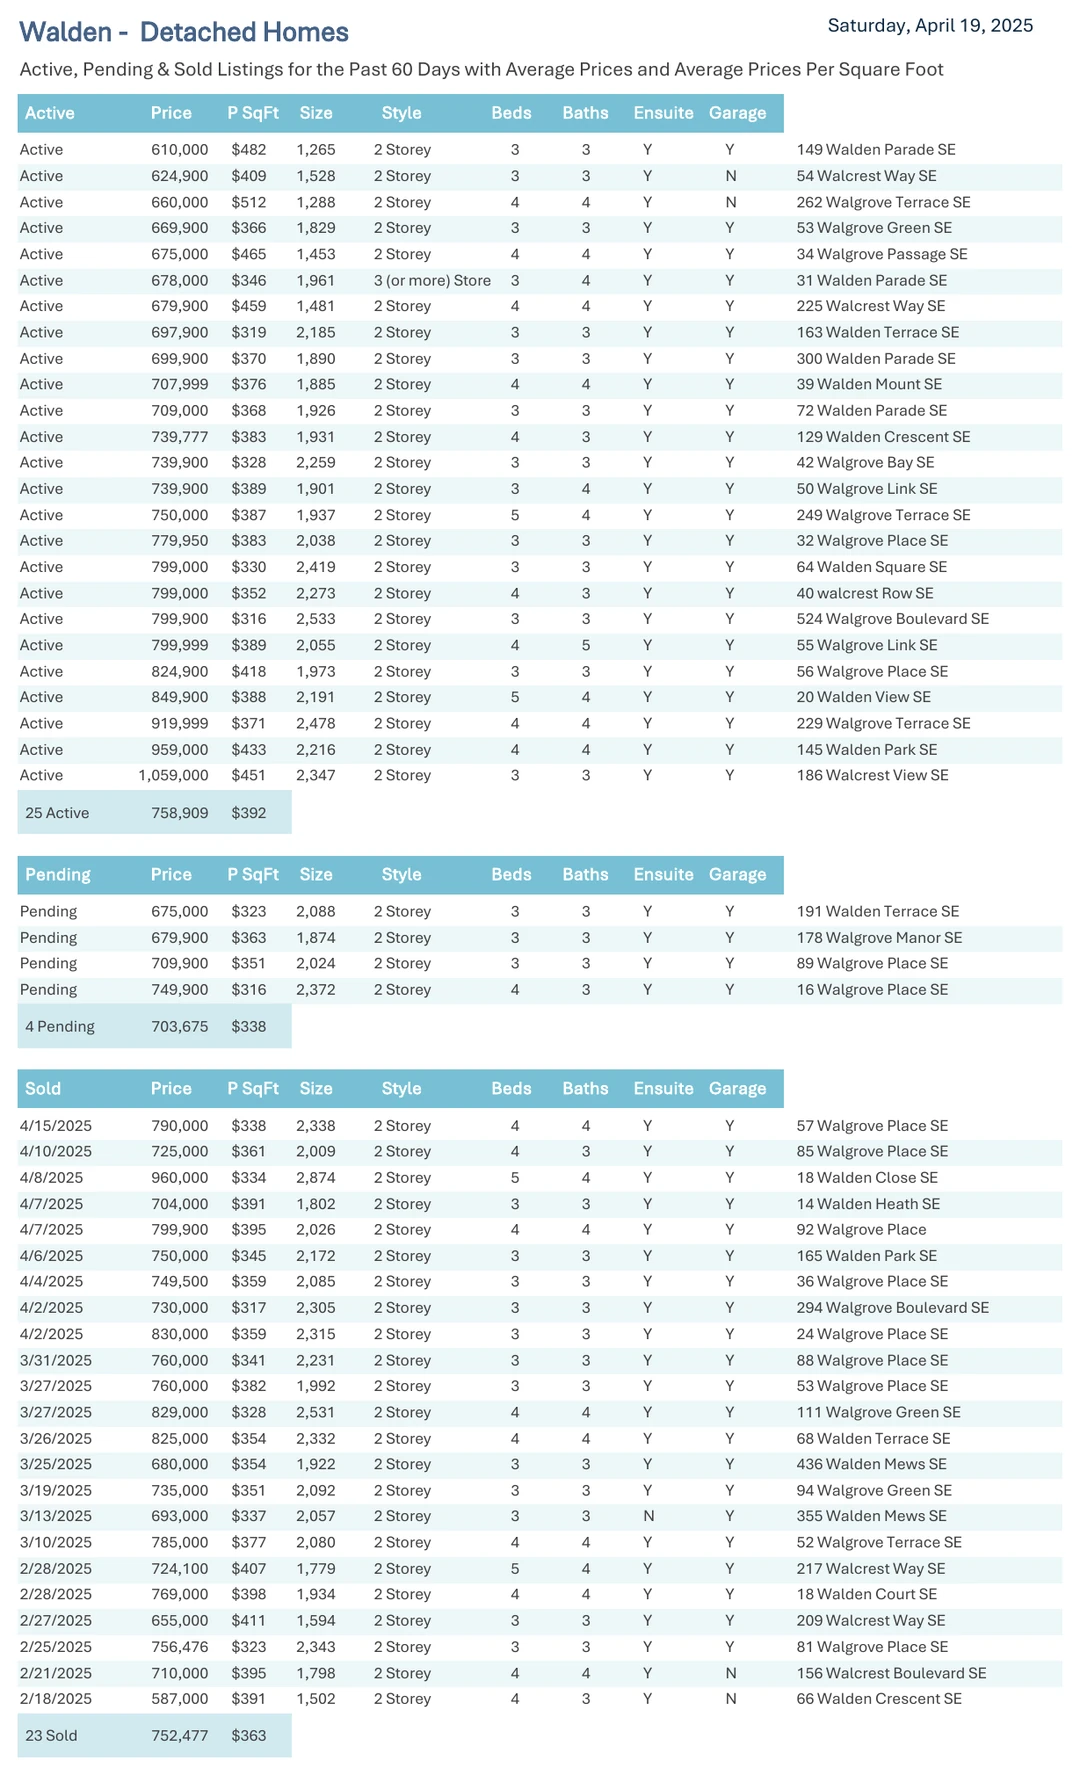 Walden - Detached Homes
Saturday, April 19, 2025
Active, Pending & Sold Listings for the Past 60 Days with Average Prices and Average Prices Per Square Foot
Active Price P SqFt Size Style Beds Baths Ensuite Garage
Active 610,000 $482 1,265 2 Storey 3 3 Y Y 149 Walden Parade SE
Active 624,900 $409 1,528 2 Storey 3 3 Y N 54 Walcrest Way SE
Active 660,000 $512 1,288 2 Storey 4 4 Y N 262 Walgrove Terrace SE
Active 669,900 $366 1,829 2 Storey 3 3 Y Y 53 Walgrove Green SE
Active 675,000 $465 1,453 2 Storey 4 4 Y Y 34 Walgrove Passage SE
Active 678,000 $346 1,961 3 (or more) Store 3 4 Y Y 31 Walden Parade SE
Active 679,900 $459 1,481 2 Storey 4 4 Y Y 225 Walcrest Way SE
Active 697,900 $319 2,185 2 Storey 3 3 Y Y 163 Walden Terrace SE
Active 699,900 $370 1,890 2 Storey 3 3 Y Y 300 Walden Parade SE
Active 707,999 $376 1,885 2 Storey 4 4 Y Y 39 Walden Mount SE
Active 709,000 $368 1,926 2 Storey 3 3 Y Y 72 Walden Parade SE
Active 739,777 $383 1,931 2 Storey 4 3 Y Y 129 Walden Crescent SE
Active 739,900 $328 2,259 2 Storey 3 3 Y Y 42 Walgrove Bay SE
Active 739,900 $389 1,901 2 Storey 3 4 Y Y 50 Walgrove Link SE
Active 750,000 $387 1,937 2 Storey 5 4 Y Y 249 Walgrove Terrace SE
Active 779,950 $383 2,038 2 Storey 3 3 Y Y 32 Walgrove Place SE
Active 799,000 $330 2,419 2 Storey 3 3 Y Y 64 Walden Square SE
Active 799,000 $352 2,273 2 Storey 4 3 Y Y 40 walcrest Row SE
Active 799,900 $316 2,533 2 Storey 3 3 Y Y 524 Walgrove Boulevard SE
Active 799,999 $389 2,055 2 Storey 4 5 Y Y 55 Walgrove Link SE
Active 824,900 $418 1,973 2 Storey 3 3 Y Y 56 Walgrove Place SE
Active 849,900 $388 2,191 2 Storey 5 4 Y Y 20 Walden View SE
Active 919,999 $371 2,478 2 Storey 4 4 Y Y 229 Walgrove Terrace SE
Active 959,000 $433 2,216 2 Storey 4 4 Y Y 145 Walden Park SE
Active 1,059,000 $451 2,347 2 Storey 3 3 Y Y 186 Walcrest View SE
25 Active 758,909 $392
Pending Price P SqFt Size Style Beds Baths Ensuite Garage
Pending 675,000 $323 2,088 2 Storey 3 3 Y Y 191 Walden Terrace SE
Pending 679,900 $363 1,874 2 Storey 3 3 Y Y 178 Walgrove Manor SE
Pending 709,900 $351 2,024 2 Storey 3 3 Y Y 89 Walgrove Place SE
Pending 749,900 $316 2,372 2 Storey 4 3 Y Y 16 Walgrove Place SE
4 Pending 703,675 $338
Sold Price P SqFt Size Style Beds Baths Ensuite Garage
4/15/2025 790,000 $338 2,338 2 Storey 4 4 Y Y 57 Walgrove Place SE
4/10/2025 725,000 $361 2,009 2 Storey 4 3 Y Y 85 Walgrove Place SE
4/8/2025 960,000 $334 2,874 2 Storey 5 4 Y Y 18 Walden Close SE
4/7/2025 704,000 $391 1,802 2 Storey 3 3 Y Y 14 Walden Heath SE
4/7/2025 799,900 $395 2,026 2 Storey 4 4 Y Y 92 Walgrove Place
4/6/2025 750,000 $345 2,172 2 Storey 3 3 Y Y 165 Walden Park SE
4/4/2025 749,500 $359 2,085 2 Storey 3 3 Y Y 36 Walgrove Place SE
4/2/2025 730,000 $317 2,305 2 Storey 3 3 Y Y 294 Walgrove Boulevard SE
4/2/2025 830,000 $359 2,315 2 Storey 3 3 Y Y 24 Walgrove Place SE
3/31/2025 760,000 $341 2,231 2 Storey 3 3 Y Y 88 Walgrove Place SE
3/27/2025 760,000 $382 1,992 2 Storey 3 3 Y Y 53 Walgrove Place SE
3/27/2025 829,000 $328 2,531 2 Storey 4 4 Y Y 111 Walgrove Green SE
3/26/2025 825,000 $354 2,332 2 Storey 4 4 Y Y 68 Walden Terrace SE
3/25/2025 680,000 $354 1,922 2 Storey 3 3 Y Y 436 Walden Mews SE
3/19/2025 735,000 $351 2,092 2 Storey 3 3 Y Y 94 Walgrove Green SE
3/13/2025 693,000 $337 2,057 2 Storey 3 3 N Y 355 Walden Mews SE
3/10/2025 785,000 $377 2,080 2 Storey 4 4 Y Y 52 Walgrove Terrace SE
2/28/2025 724,100 $407 1,779 2 Storey 5 4 Y Y 217 Walcrest Way SE
2/28/2025 769,000 $398 1,934 2 Storey 4 4 Y Y 18 Walden Court SE
2/27/2025 655,000 $411 1,594 2 Storey 3 3 Y Y 209 Walcrest Way SE
2/25/2025 756,476 $323 2,343 2 Storey 3 3 Y Y 81 Walgrove Place SE
2/21/2025 710,000 $395 1,798 2 Storey 4 4 Y N 156 Walcrest Boulevard SE
2/18/2025 587,000 $391 1,502 2 Storey 4 3 Y N 66 Walden Crescent SE
23 Sold 752,477 $363